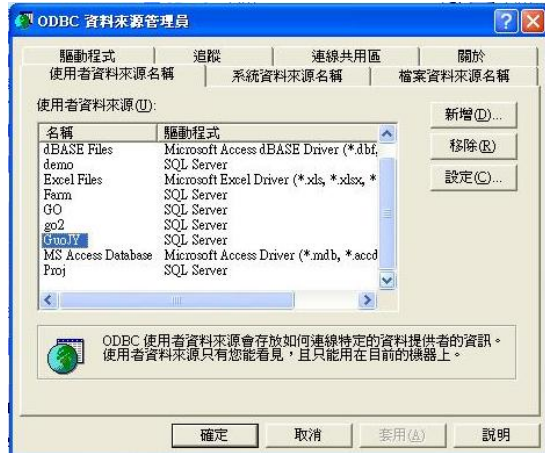 ODBC 資料來源管理員
驅動程式 追蹤 連線共用區 關於
使用者資料來源名稱 系統資料來源名稱 檔案資料來源名稱
使用者資料來源(U):
名稱 驅動程式
dBASE Files Microsoft Access dBASE Driver (*.dbf,
demo SQL Server
Excel Files Microsoft Excel Driver (*.xls, *.xlsx, *
Farm SQL Server
GO SQL Server
go2 SQL Server
GuoJY SQL Server
MS Access Database Microsoft Access Driver (*.mdb, *.accd
Proj SQL Server
新增(D)...
移除(R)
設定(C)...
ODBC 使用者資料來源會存放如何連線特定的資料提供者的資訊。
使用者資料來源只有您能看見，且只能用在目前的機器上。
確定 取消 套用(A) 說明